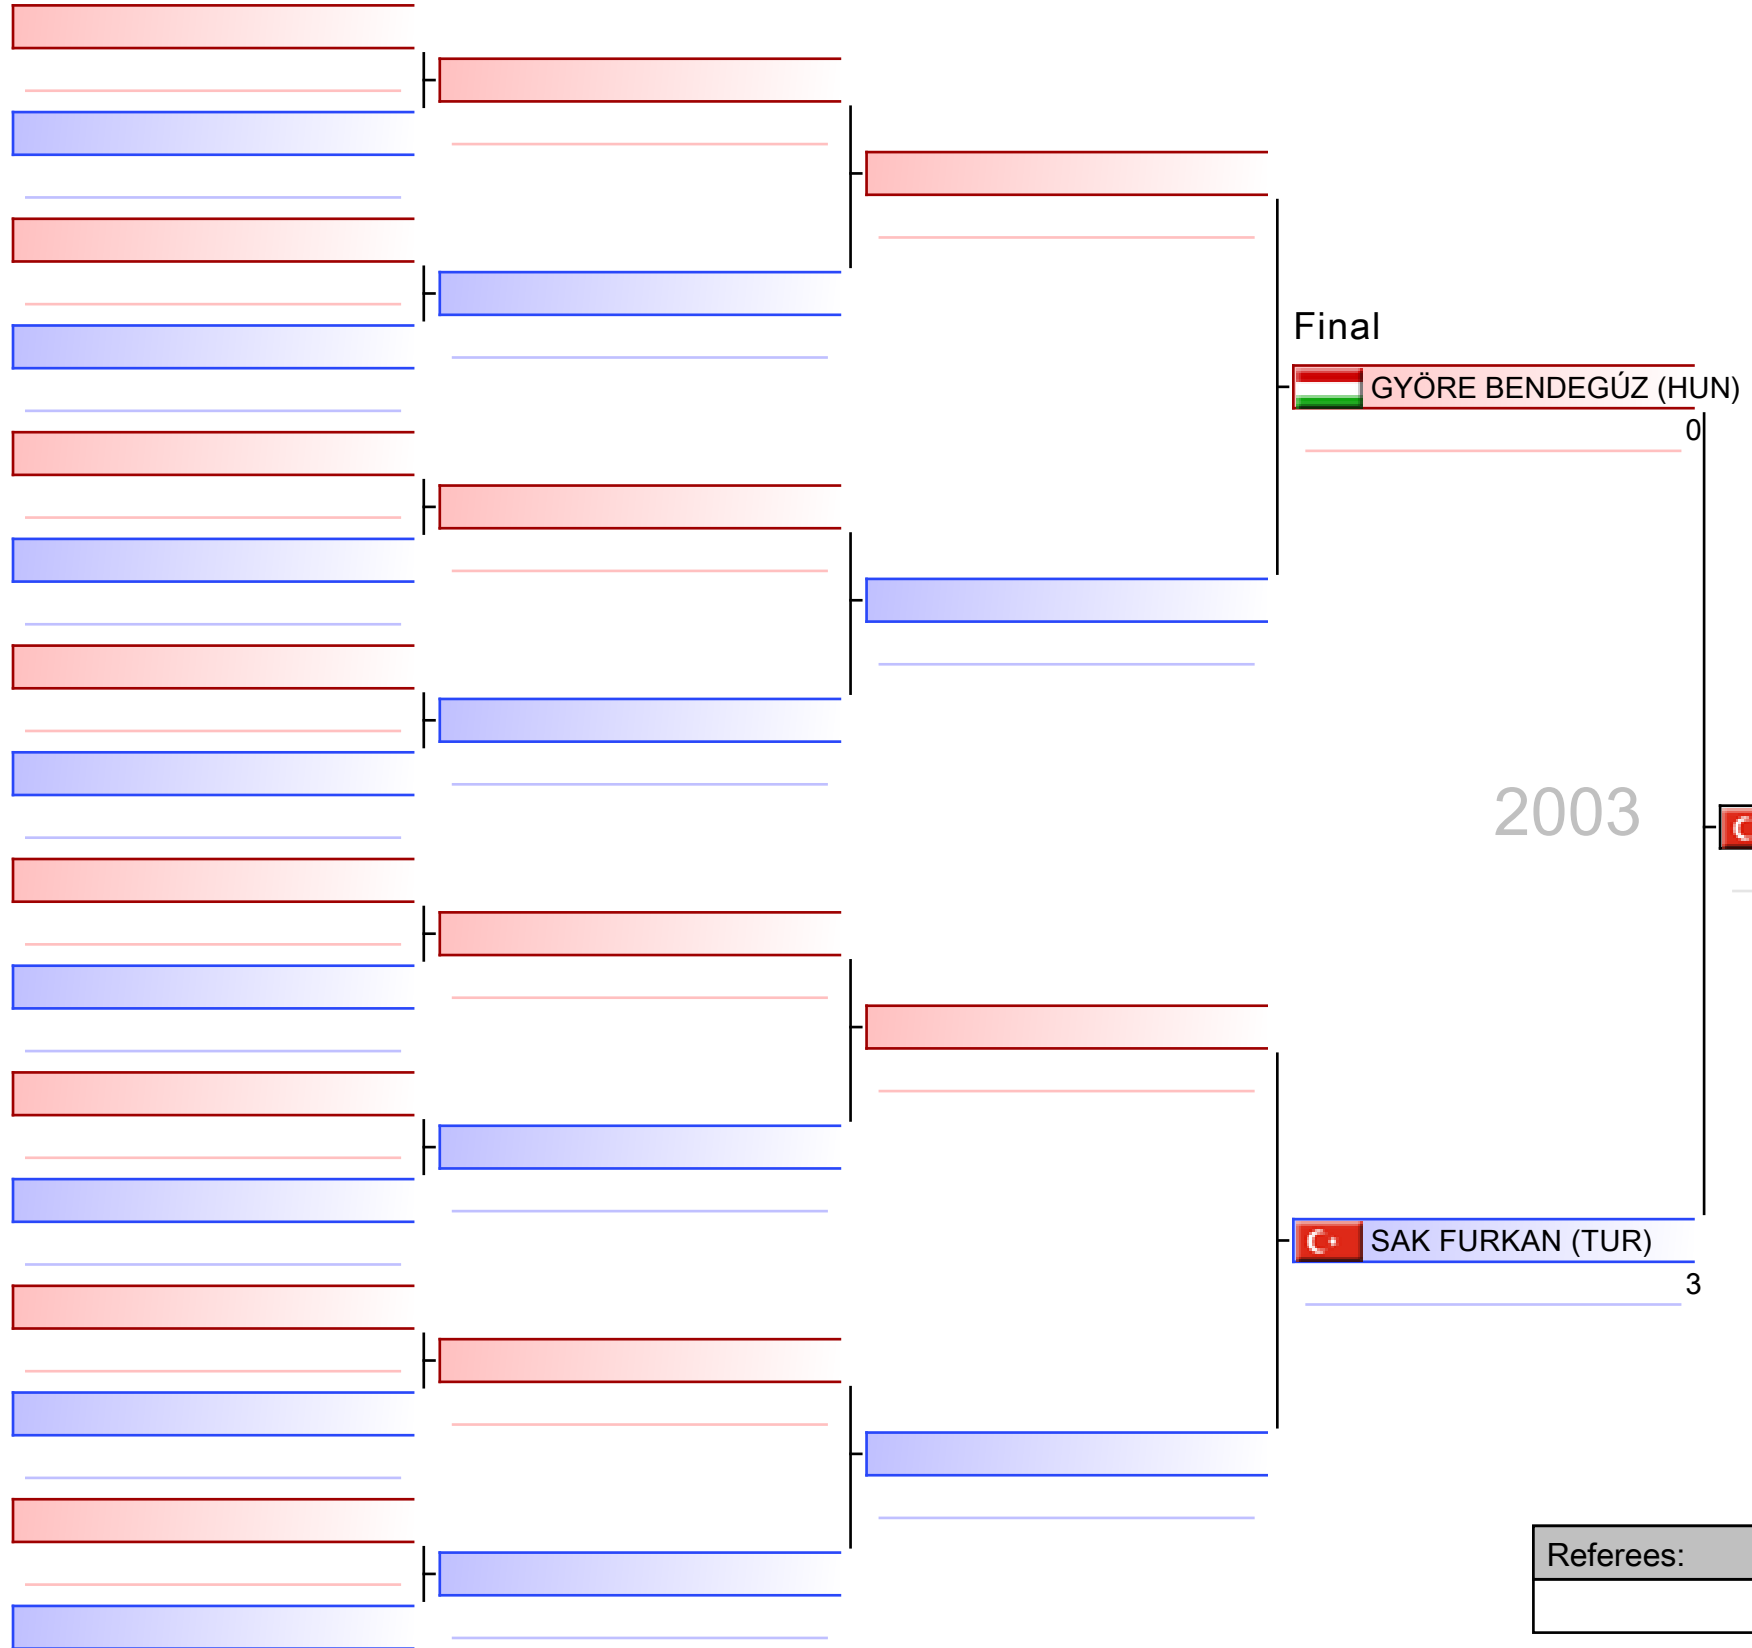 Final
GYÖRE BENDEGÚZ (HUN)
0
2003
SAK FURKAN (TUR)
3
Referees: